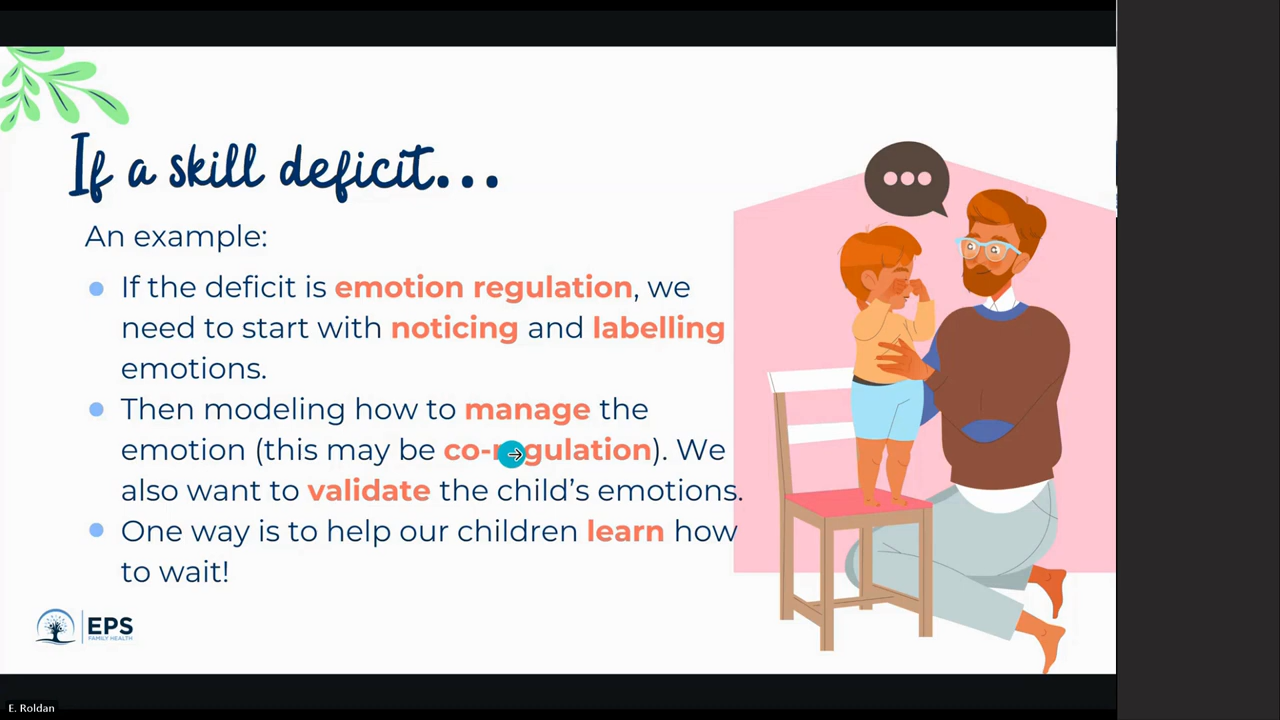 If a skill deficit...
An example:
If the deficit is emotion regulation, we
need to start with noticing and labelling
emotions.
Then modeling how to manage the
emotion (this may be co-regulation). We
also want to validate the child's emotions.
One way is to help our children learn how
to wait!
EPS
FAMILY HEALTH
E. Roldan